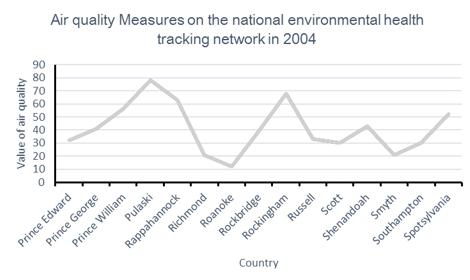 Air quality Measures on the national environmental health
tracking network in 2004
Value of air quality
90
80
70
60
50
40
30
20
10
0
Prince Edward
Prince George
Prince William
Pulaski
Rappahannock
Richmond
Roanoke
Rockbridge
Rockingham
Russell
Scott
Shenandoah
Smyth
Southampton
Spotsylvania
Country